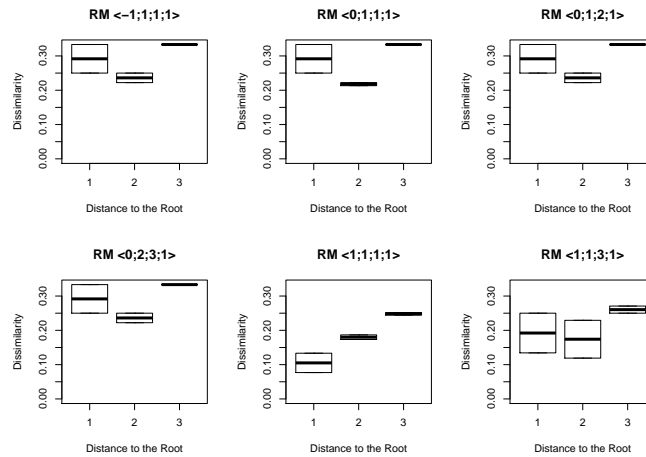 RM <−1;1;1;1>
Dissimilarity
0.00 0.10 0.20 0.30
1 2 3
Distance to the Root
RM <0;1;1;1>
Dissimilarity
0.00 0.10 0.20 0.30
1 2 3
Distance to the Root
RM <0;1;2;1>
Dissimilarity
0.00 0.10 0.20 0.30
1 2 3
Distance to the Root
RM <0;2;3;1>
Dissimilarity
0.00 0.10 0.20 0.30
1 2 3
Distance to the Root
RM <1;1;1;1>
Dissimilarity
0.00 0.10 0.20 0.30
1 2 3
Distance to the Root
RM <1;1;3;1>
Dissimilarity
0.00 0.10 0.20 0.30
1 2 3
Distance to the Root